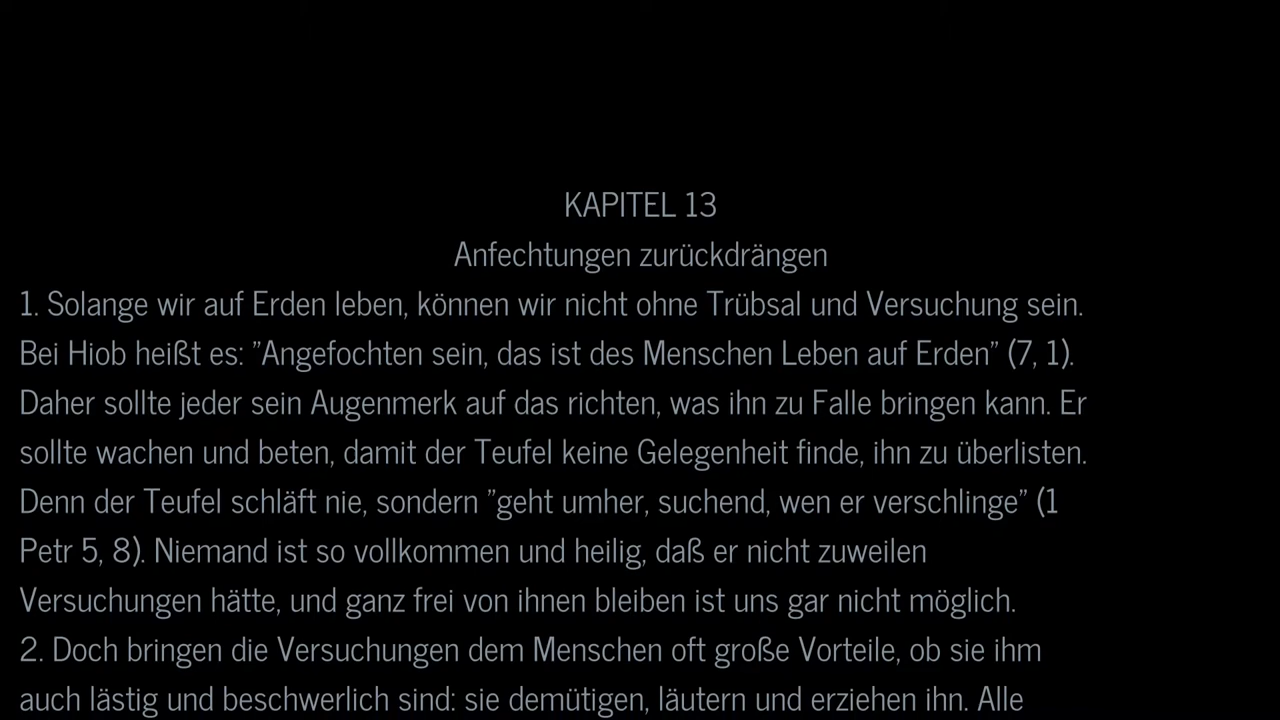 KAPITEL 13
Anfechtungen zurückdrängen
1. Solange wir auf Erden leben, können wir nicht ohne Trübsal und Versuchung sein.
Bei Hiob heißt es: ”Angefochten sein, das ist des Menschen Leben auf Erden” (7, 1).
Daher sollte jeder sein Augenmerk auf das richten, was ihn zu Falle bringen kann. Er
sollte wachen und beten, damit der Teufel keine Gelegenheit finde, ihn zu überlisten.
Denn der Teufel schläft nie, sondern ”geht umher, suchend, wen er verschlinge” (1
Petr 5, 8). Niemand ist so vollkommen und heilig, daß er nicht zuweilen
Versuchungen hätte, und ganz frei von ihnen bleiben ist uns gar nicht möglich.
2. Doch bringen die Versuchungen dem Menschen oft große Vorteile, ob sie ihm
auch lästig und beschwerlich sind: sie demütigen, läutern und erziehen ihn. Alle